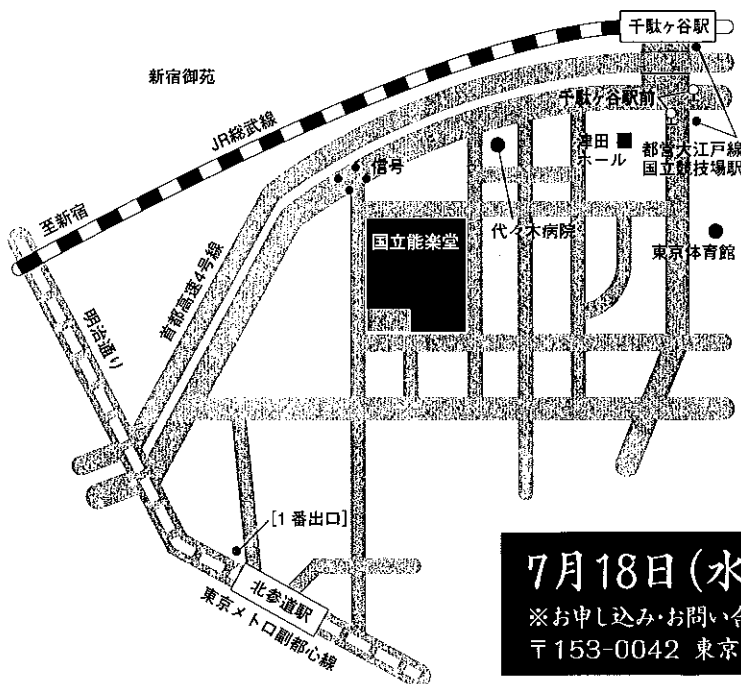 千駄ヶ谷駅
新宿御苑
千駄ケ谷駅前
JR総武線
信号
津田
ホール
都営大江戸線
国立競技場駅
至新宿
国立能楽堂
代々木病院
東京体育館
首都高速4号線
明治通り
[1番出口]
北参道駅
東京メトロ副都心線
7月18日(水
※お申し込み・お問い合
〒153-0042 東京